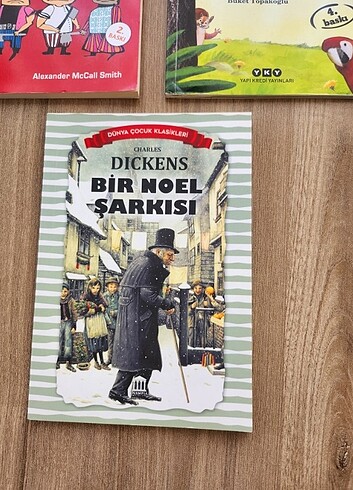 2.
BASKI
Alexander McCall Smith
Buket Topakoğlu
4.
baskı
YKY
YAPI KREDİ YAYINLARI
DÜNYA ÇOCUK KLASİKLERİ
CHARLES
DICKENS
BİR NOEL
ŞARKISI